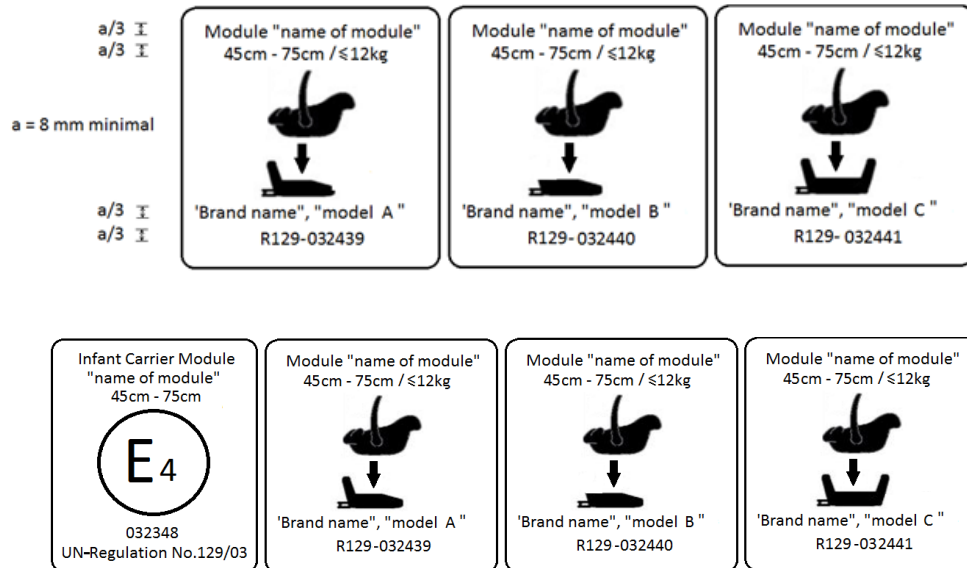 a/3
a/3
a = 8 mm minimal
a/3
a/3
Module "name of module"
45cm - 75cm / ≤12kg
'Brand name", "model A "
R129-032439
Module "name of module"
45cm - 75cm / ≤12kg
'Brand name", "model B "
R129- 032440
Module "name of module"
45cm - 75cm / ≤12kg
'Brand name", "model C "
R129- 032441
Infant Carrier Module
"name of module"
45cm - 75cm
E 4
032348
UN-Regulation No.129/03
Module "name of module"
45cm - 75cm / ≤12kg
'Brand name", "model A "
R129-032439
Module "name of module"
45cm - 75cm / ≤12kg
'Brand name", "model B "
R129-032440
Module "name of module"
45cm - 75cm / ≤12kg
'Brand name", "model C "
R129-032441